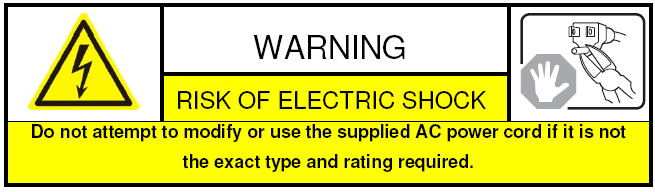 WARNING
RISK OF ELECTRIC SHOCK
Do not attempt to modify or use the supplied AC power cord if it is not
the exact type and rating required.